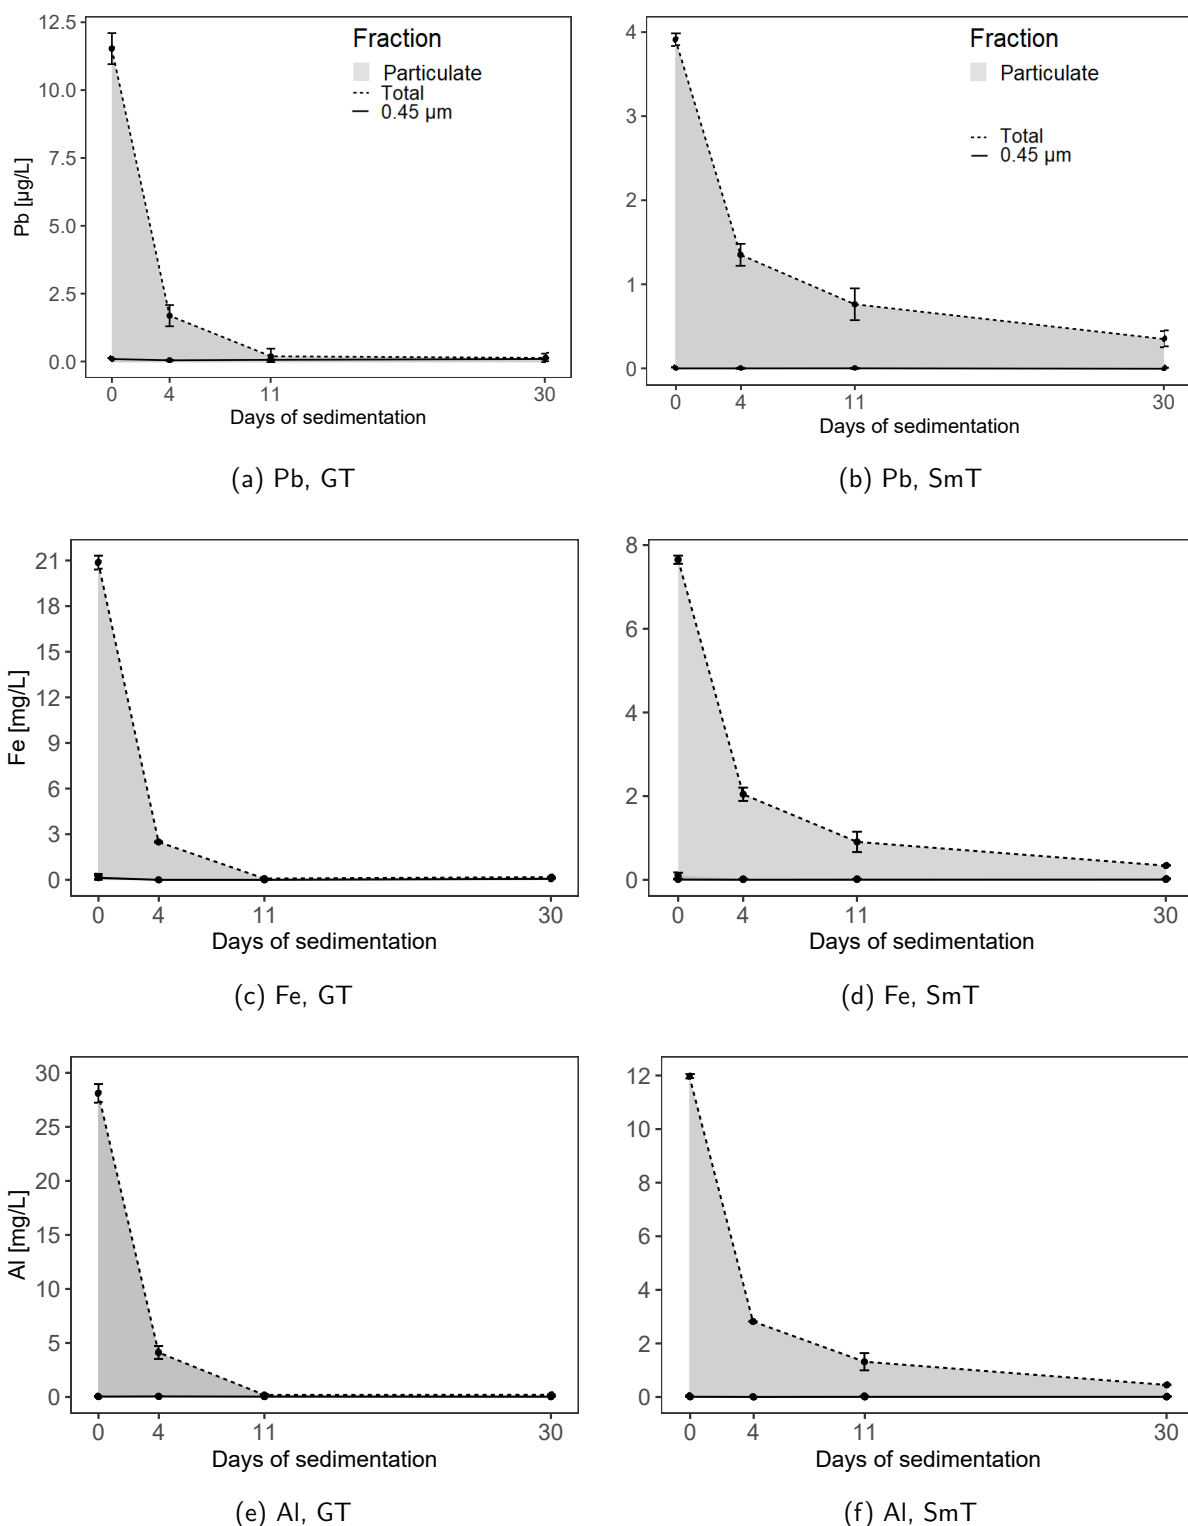 12.5
10.0
7.5
5.0
2.5
0.0
Pb [µg/L]
Fraction
Particulate
Total
0.45 µm
0 4 11 30
Days of sedimentation
(a) Pb, GT
4
3
2
1
0
Fraction
Particulate
Total
0.45 µm
0 4 11 30
Days of sedimentation
(b) Pb, SmT
21
18
15
12
9
6
3
0
Fe [mg/L]
0 4 11 30
Days of sedimentation
(c) Fe, GT
8
6
4
2
0
0 4 11 30
Days of sedimentation
(d) Fe, SmT
30
25
20
15
10
5
0
Al [mg/L]
0 4 11 30
Days of sedimentation
(e) Al, GT
12
10
8
6
4
2
0
0 4 11 30
Days of sedimentation
(f) Al, SmT